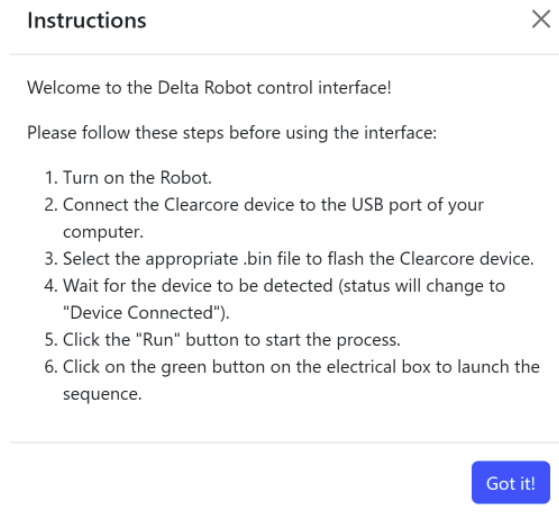 Instructions
Welcome to the Delta Robot control interface!
Please follow these steps before using the interface:
1. Turn on the Robot.
2. Connect the Clearcore device to the USB port of your
computer.
3. Select the appropriate .bin file to flash the Clearcore device.
4. Wait for the device to be detected (status will change to
"Device Connected").
5. Click the "Run" button to start the process.
6. Click on the green button on the electrical box to launch the
sequence.
Got it!